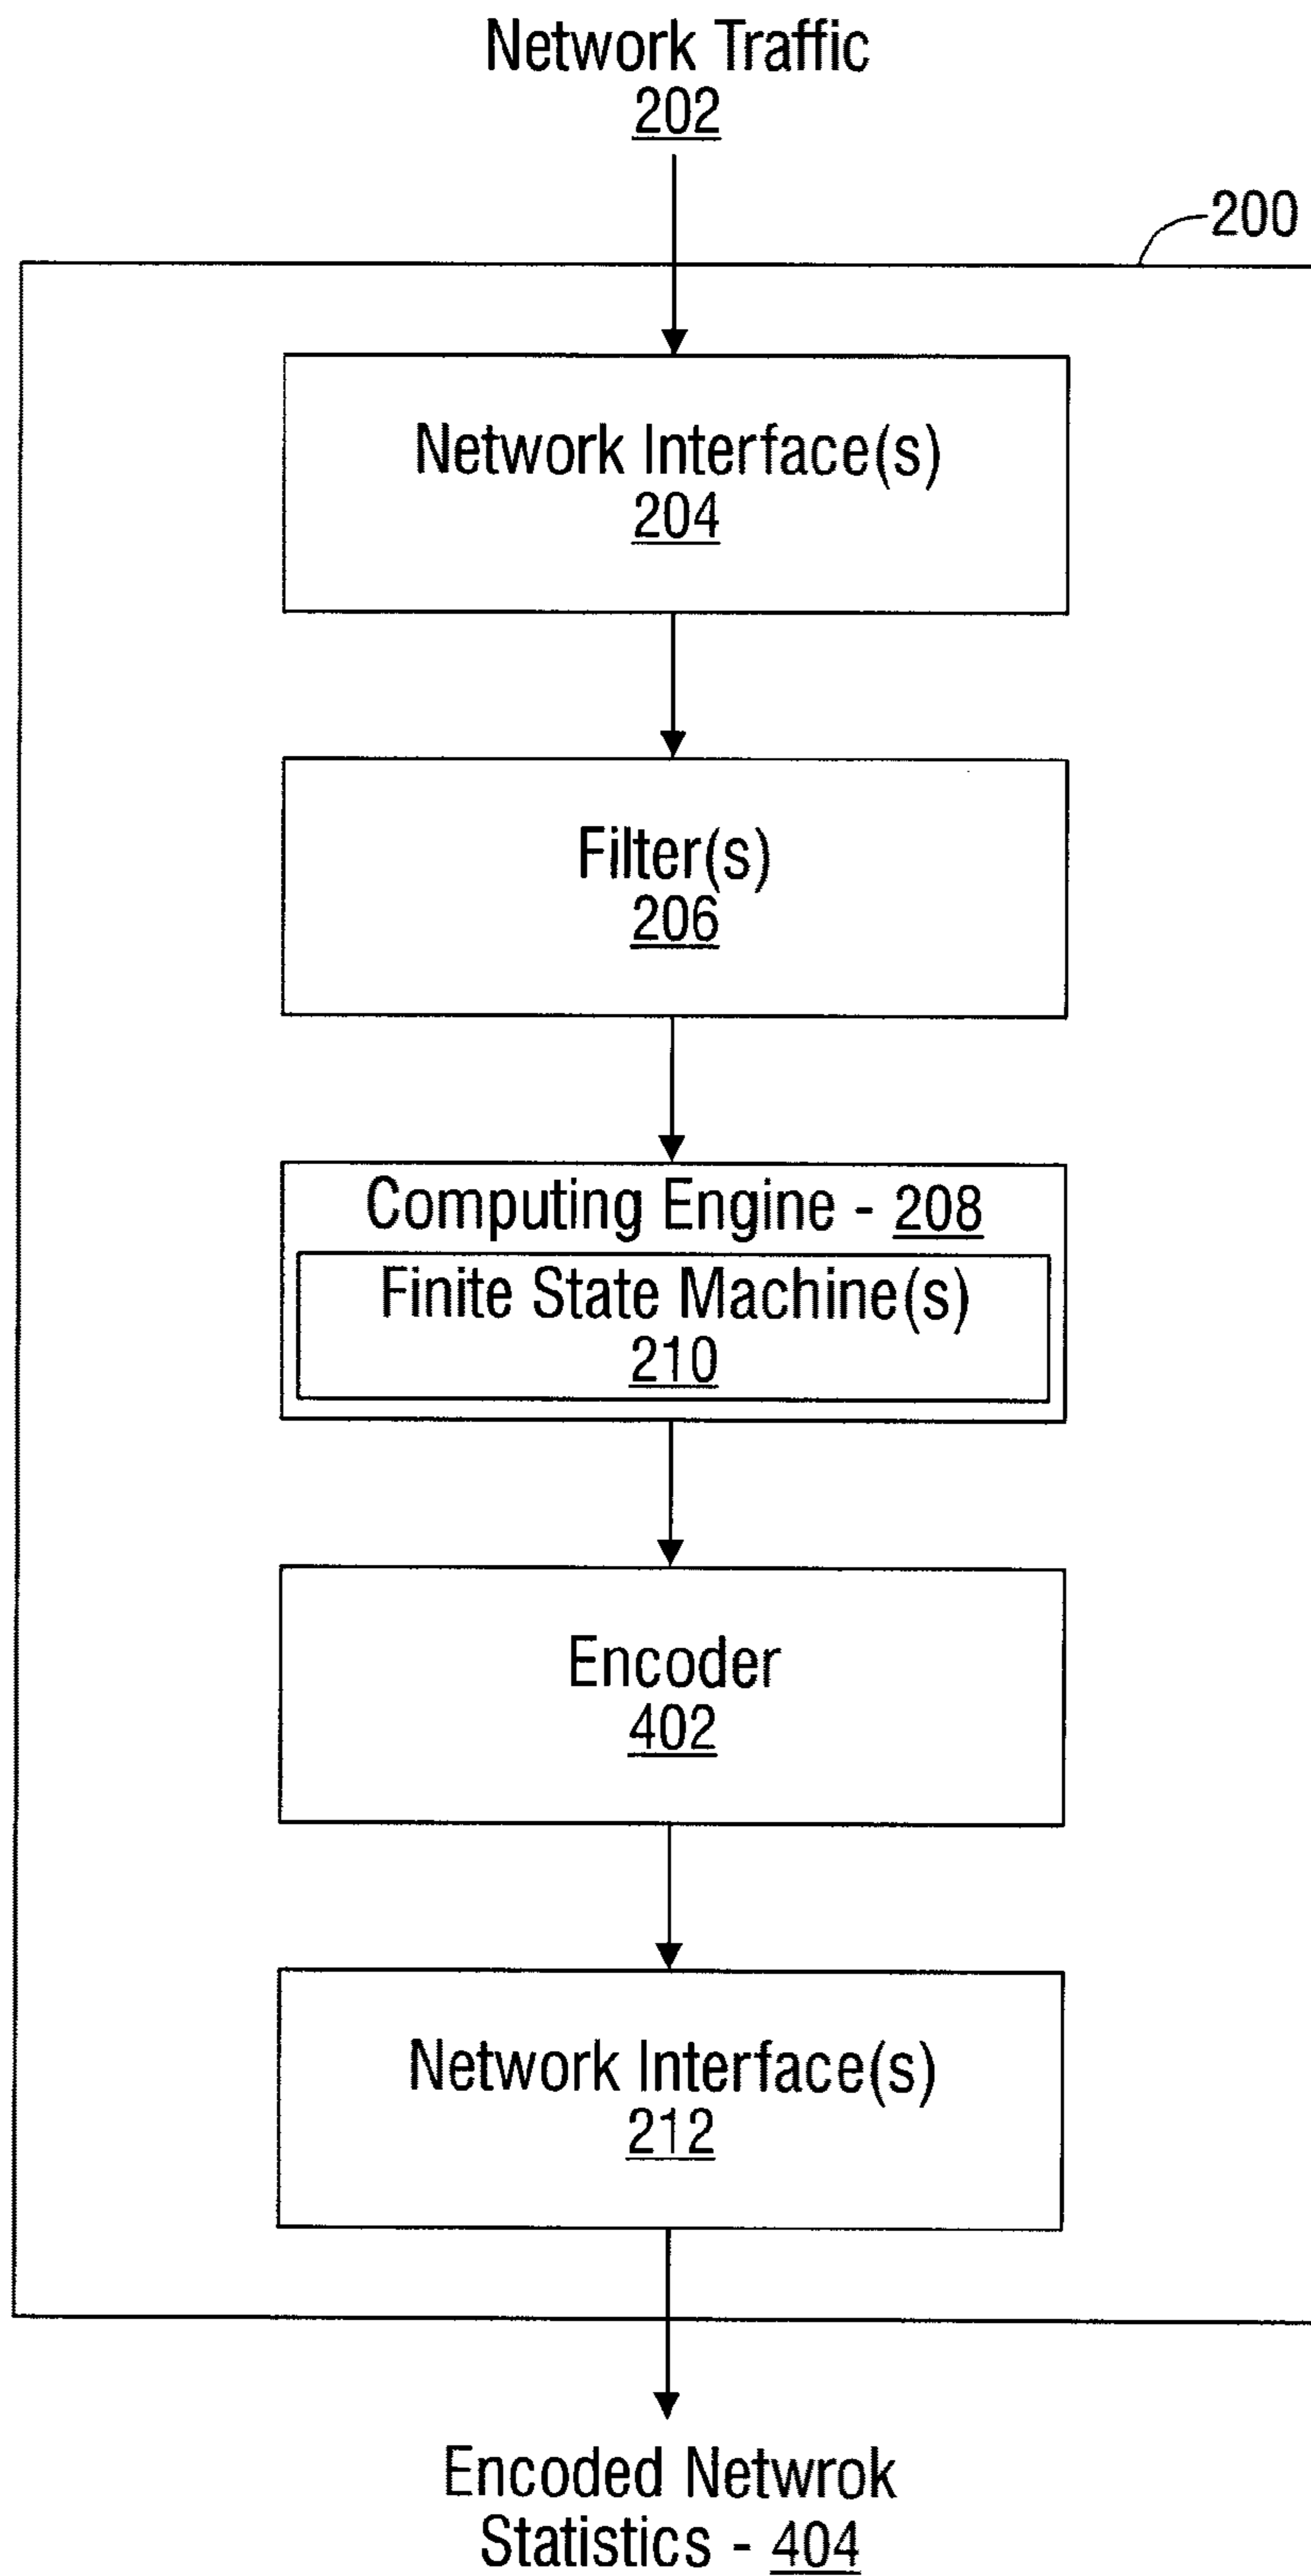 Network Traffic
202
200
Network Interface(s)
204
Filter(s)
206
Computing Engine - 208
Finite State Machine(s)
210
Encoder
402
Network Interface(s)
212
Encoded Netwrok
Statistics - 404